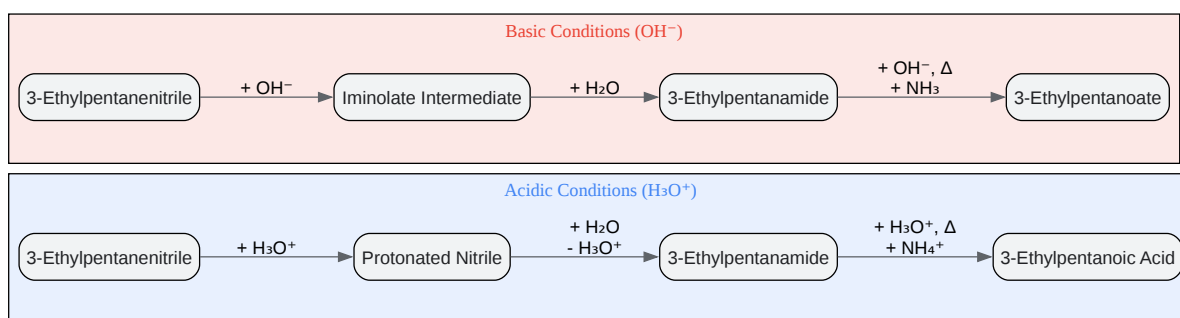 Basic Conditions (OH⁻)
+ OH⁻, Δ
+ NH₃
3-Ethylpentanenitrile
+ OH⁻
Iminolate Intermediate
+ H₂O
3-Ethylpentanamide
3-Ethylpentanoate
Acidic Conditions (H₃O⁺)
+ H₂O
- H₃O⁺
+ H₃O⁺, Δ
+ NH₄⁺
3-Ethylpentanenitrile
+ H₃O⁺
Protonated Nitrile
3-Ethylpentanamide
3-Ethylpentanoic Acid